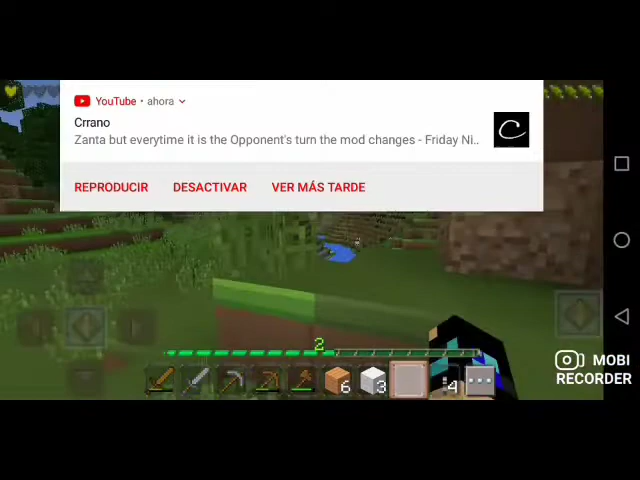 YouTube • ahora
Crrano
Zanta but everytime it is the Opponent's turn the mod changes - Friday Ni..
REPRODUCIR DESACTIVAR VER MÁS TARDE
2
6 3 4
MOBI
RECORDER